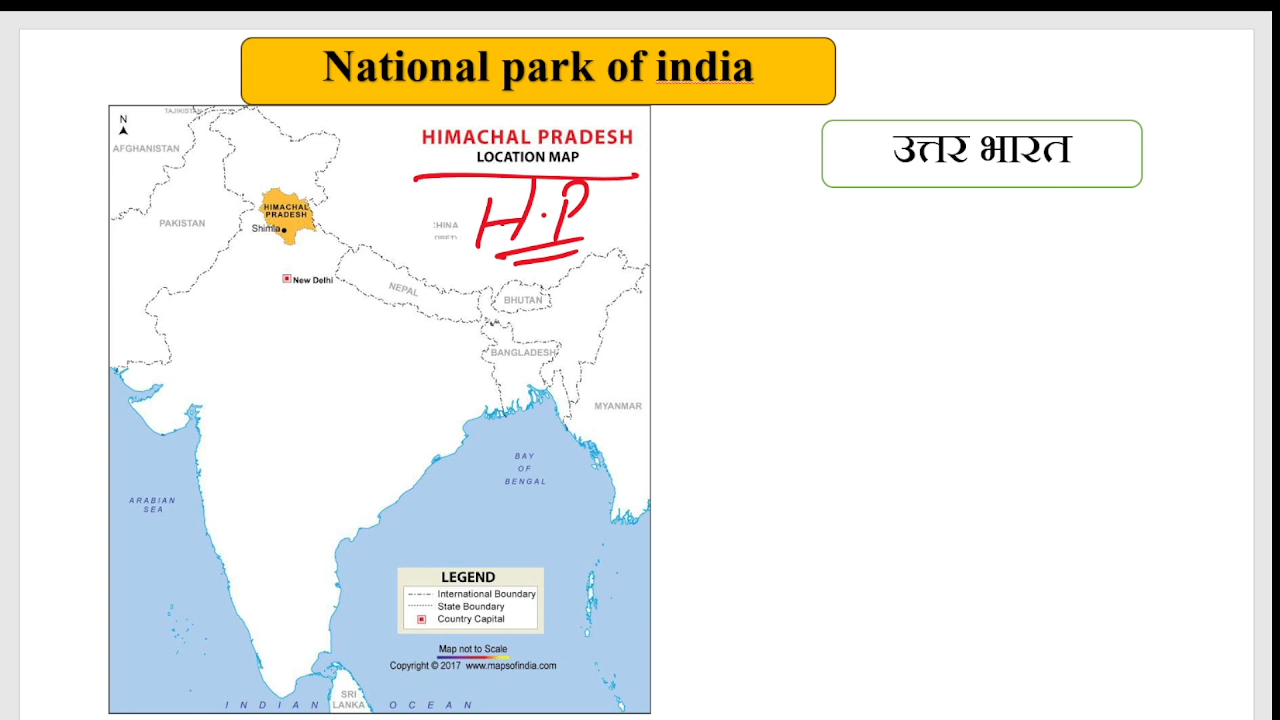 National park of india
उत्तर भारत
TAJIKISTAN
N
AFGHANISTAN
HIMACHAL PRADESH
LOCATION MAP
H.P
HIMACHAL
PRADESH
PAKISTAN
Shimla
CHINA
New Delhi
NEPAL
BHUTAN
BANGLADESH
MYANMAR
BAY
OF
BENGAL
ARABIAN
SEA
LEGEND
International Boundary
State Boundary
Country Capital
Map not to Scale
Copyright © 2017 www.mapsofindia.com
SRI
LANKA
INDIAN OCEAN